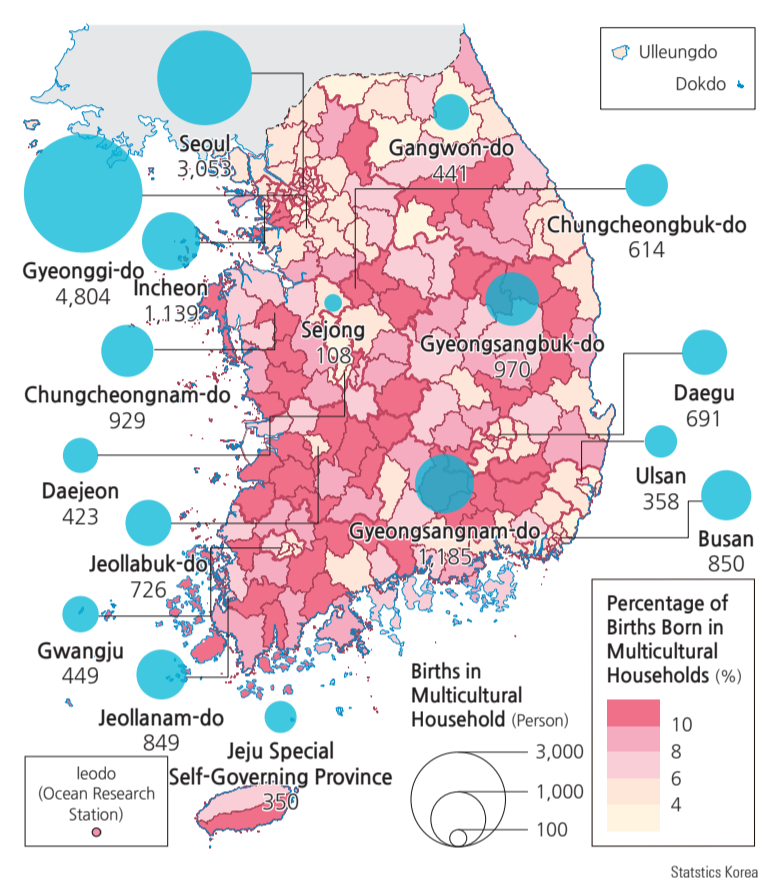 Ulleungdo
Dokdo
Seoul
3,053
Gangwon-do
441
Chungcheongbuk-do
614
Gyeonggi-do
4,804
Incheon
1,139
Sejong
108
Gyeongsangbuk-do
970
Chungcheongnam-do
929
Daegu
691
Daejeon
423
Ulsan
358
Busan
850
Gyeongsangnam-do
1,185
Jeollabuk-do
726
Gwangju
449
Jeollanam-do
849
Jeju Special
Self-Governing Province
350
Ieodo
(Ocean Research
Station)
Births in
Multicultural
Household (Person)
3,000
1,000
100
Percentage of
Births Born in
Multicultural
Households (%)
10
8
6
4
Statstics Korea